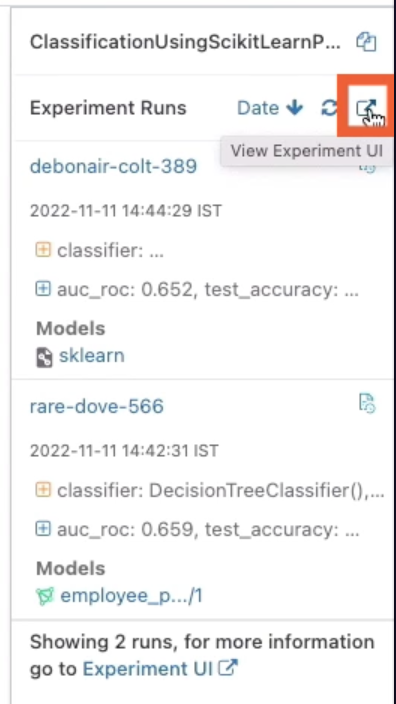 ClassificationUsingScikitLearnP...
Experiment Runs Date
View Experiment UI
debonair-colt-389
2022-11-11 14:44:29 IST
classifier: ...
auc_roc: 0.652, test_accuracy: ...
Models
sklearn
rare-dove-566
2022-11-11 14:42:31 IST
classifier: DecisionTreeClassifier(),...
auc_roc: 0.659, test_accuracy: ...
Models
employee_p.../1
Showing 2 runs, for more information
go to Experiment UI